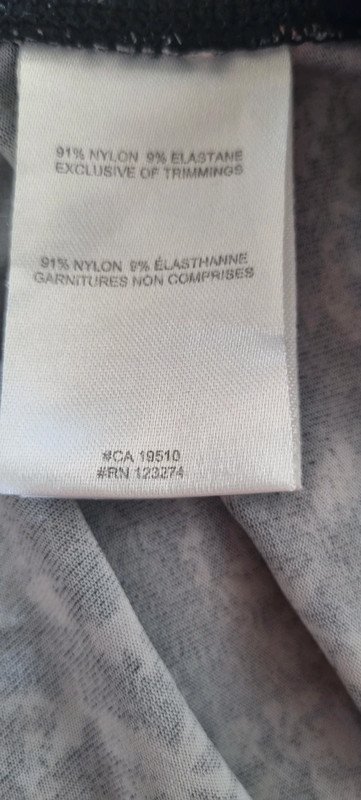 91% NYLON 9% ELASTANE
EXCLUSIVE OF TRIMMINGS
91% NYLON 9% ÉLASTHANNE
GARNITURES NON COMPRISES
#CA 19510
#RN 123274